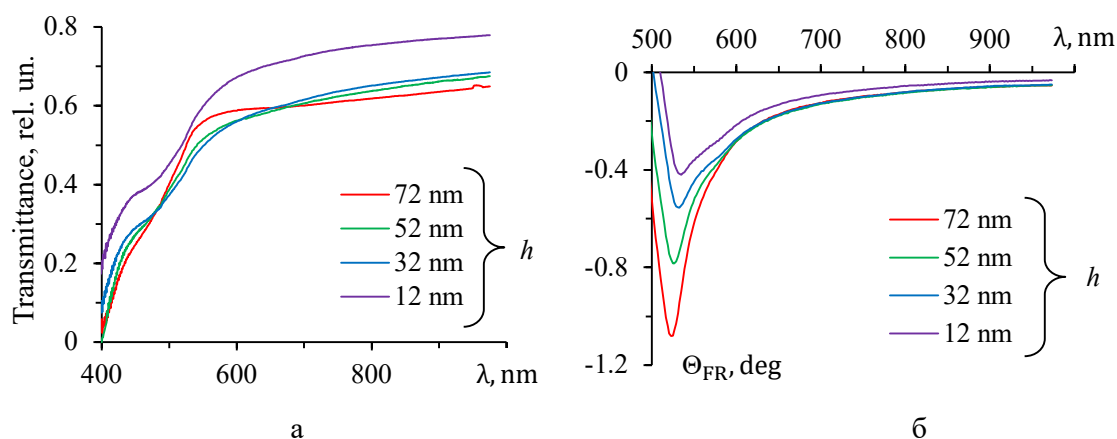 Transmittance, rel. un.
0.8
0.6
0.4
0.2
0
400
600
800
λ, nm
72 nm
52 nm
32 nm
12 nm
h
а
500
600
700
800
900
λ, nm
0
-0.4
-0.8
-1.2
Θ_FR, deg
72 nm
52 nm
32 nm
12 nm
h
б